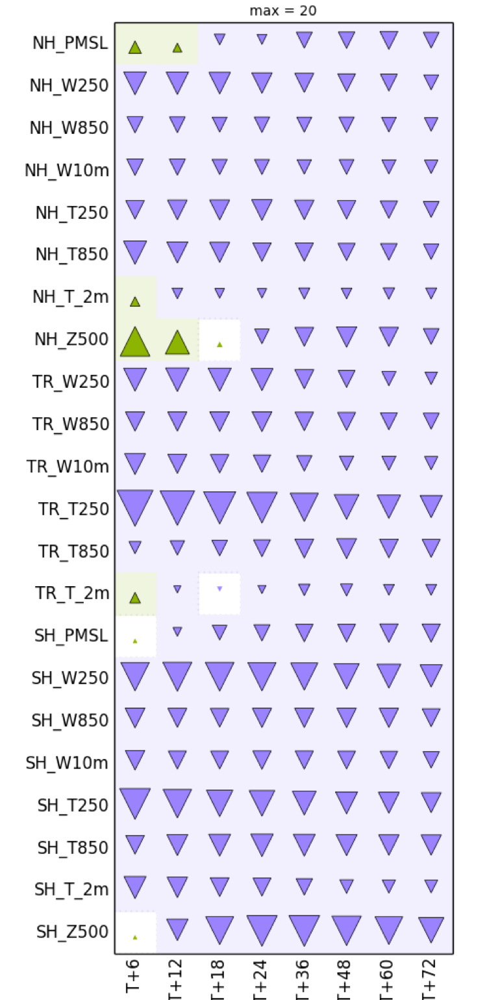 max = 20
NH_PMSL
NH_W250
NH_W850
NH_W10m
NH_T250
NH_T850
NH_T_2m
NH_Z500
TR_W250
TR_W850
TR_W10m
TR_T250
TR_T850
TR_T_2m
SH_PMSL
SH_W250
SH_W850
SH_W10m
SH_T250
SH_T850
SH_T_2m
SH_Z500
T+6
T+12
T+18
T+24
T+36
T+48
T+60
T+72